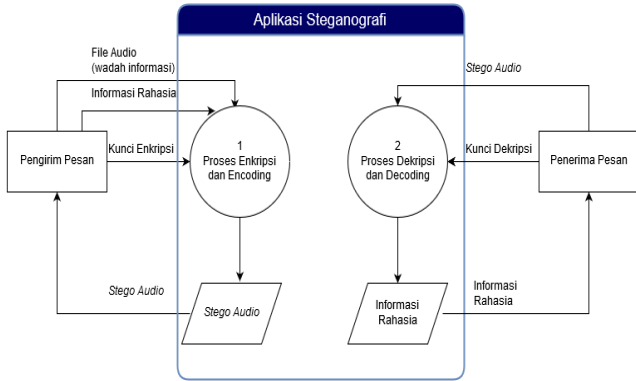 Aplikasi Steganografi
File Audio
(wadah informasi)
Informasi Rahasia
Pengirim Pesan
Kunci Enkripsi
1
Proses Enkripsi
dan Encoding
Stego Audio
Stego Audio
Stego Audio
2
Proses Dekripsi
dan Decoding
Kunci Dekripsi
Penerima Pesan
Informasi
Rahasia
Informasi
Rahasia